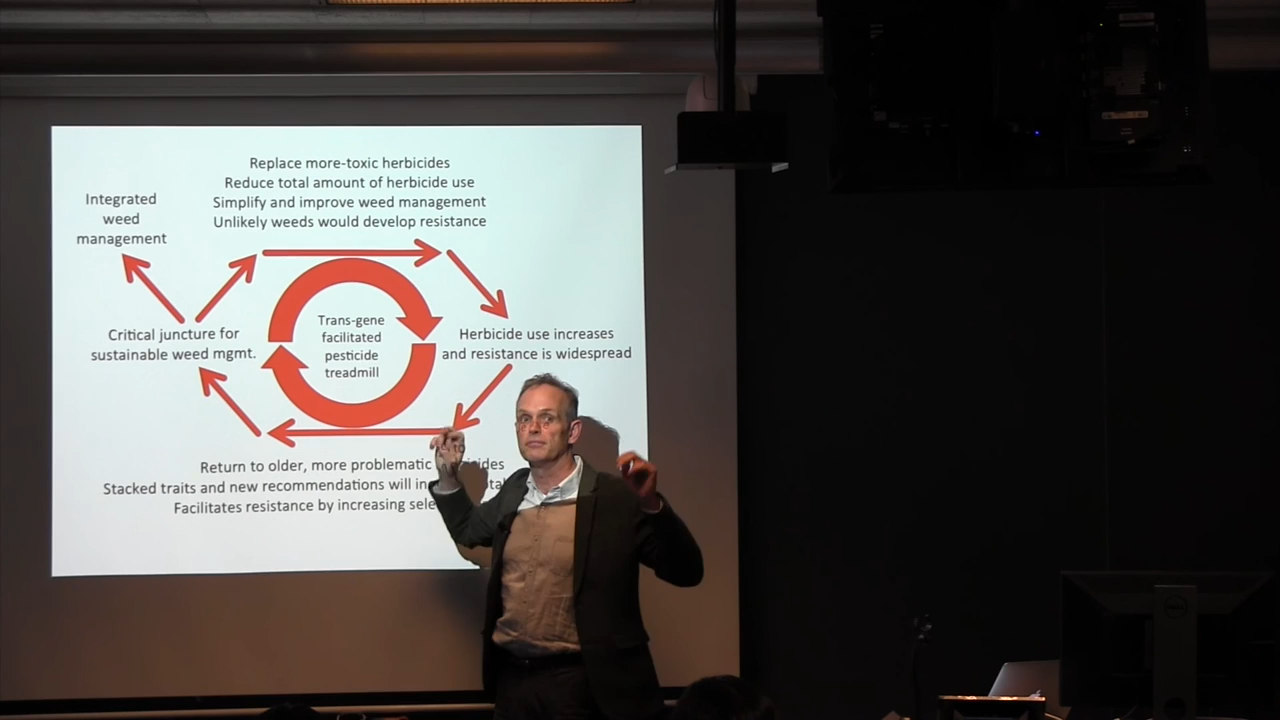 Replace more-toxic herbicides
Reduce total amount of herbicide use
Simplify and improve weed management
Unlikely weeds would develop resistance
Integrated
weed
management
Trans-gene
facilitated
pesticide
treadmill
Critical juncture for
sustainable weed mgmt.
Herbicide use increases
and resistance is widespread
Return to older, more problematic
Stacked traits and new recommendations will
Facilitates resistance by increasing
DELL